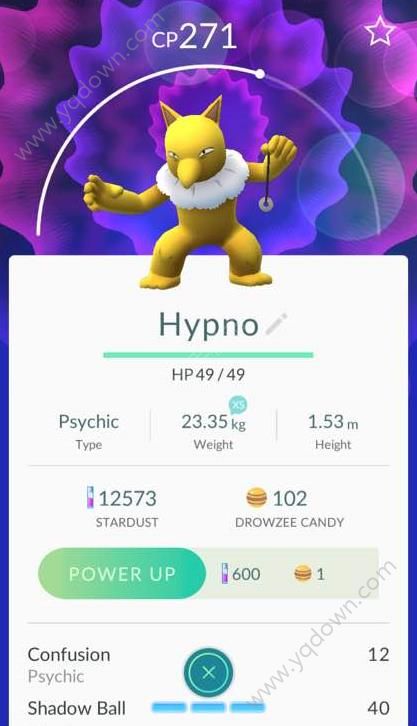 CP271
www.yqdown.com
Hypno
HP 49 / 49
XS
Psychic 23.35 kg 1.53 m
Type Weight Height
12573 102
STARDUST DROWZEE CANDY
POWER UP 600 1
Confusion 12
Psychic
Shadow Ball 40
www.yqdown.com